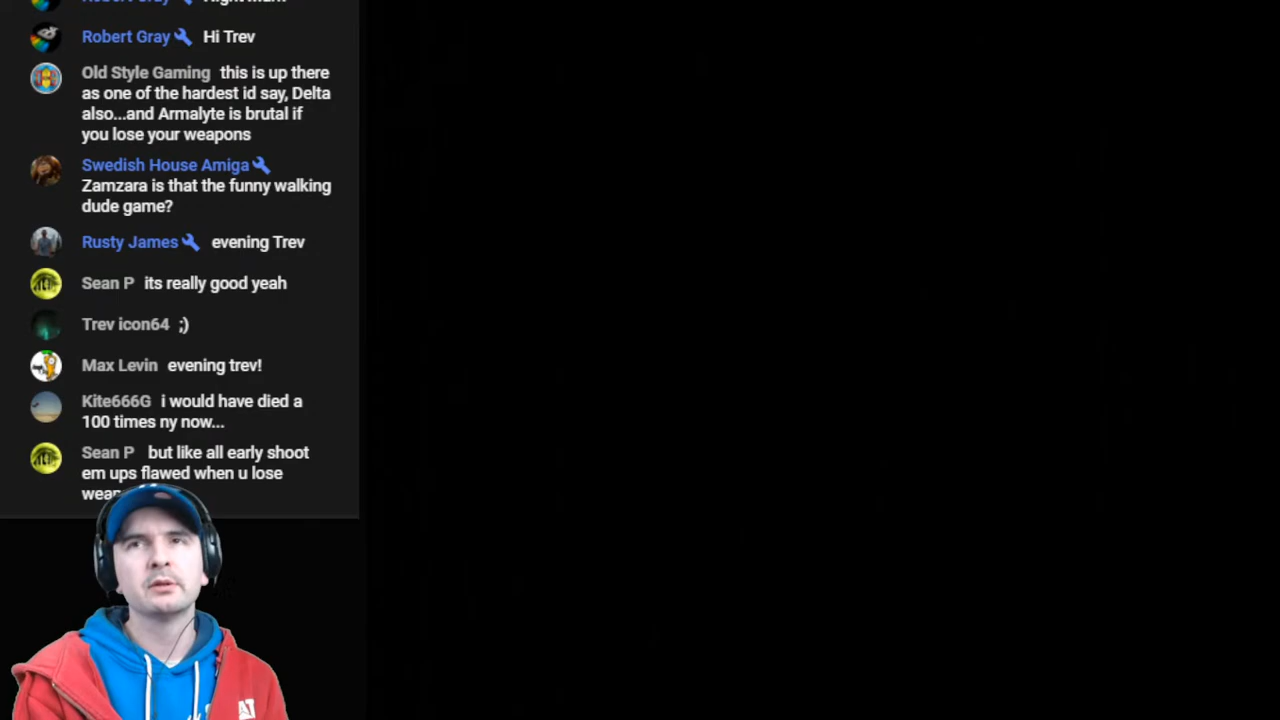 Robert Gray
Robert Gray Hi Trev
Old Style Gaming this is up there
as one of the hardest id say, Delta
also...and Armalyte is brutal if
you lose your weapons
Swedish House Amiga
Zamzara is that the funny walking
dude game?
Rusty James evening Trev
Sean P its really good yeah
Trev icon64 ;)
Max Levin evening trev!
Kite666G i would have died a
100 times ny now...
Sean P but like all early shoot
em ups flawed when u lose
AT